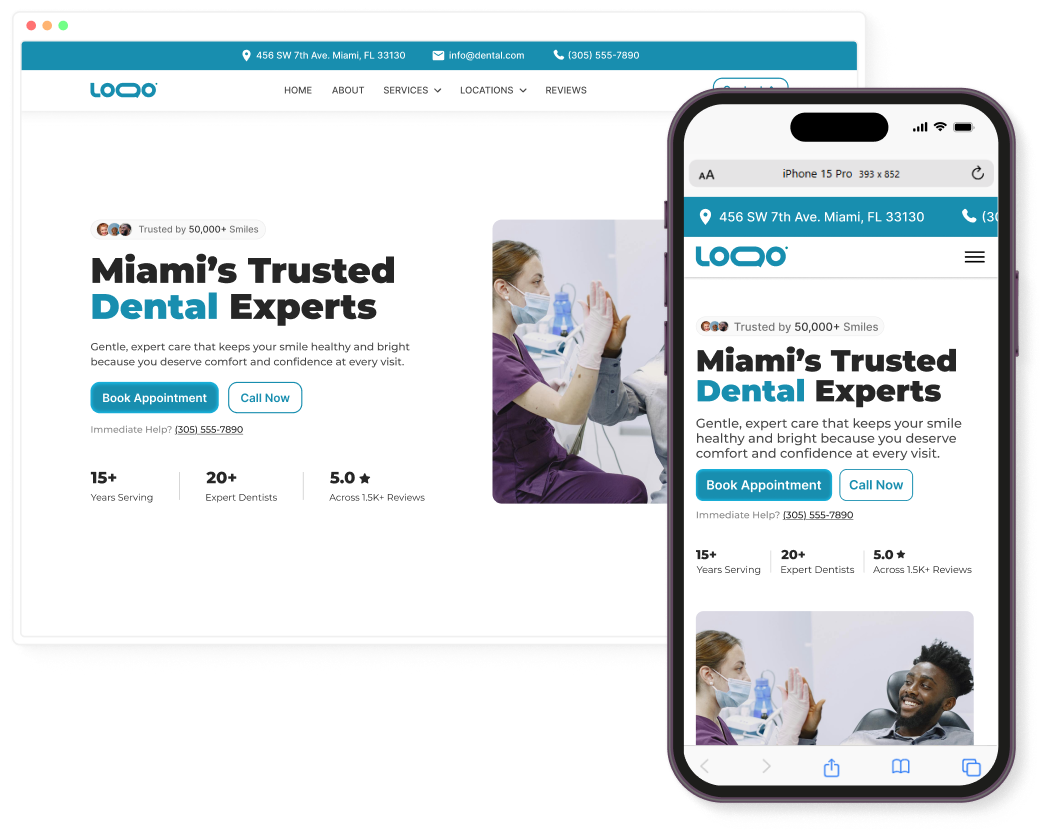 456 SW 7th Ave. Miami, FL 33130 info@dental.com (305) 555-7890
LOQO
HOME ABOUT SERVICES LOCATIONS REVIEWS
Trusted by 50,000+ Smiles
Miami’s Trusted
Dental Experts
Gentle, expert care that keeps your smile healthy and bright
because you deserve comfort and confidence at every visit.
Book Appointment Call Now
Immediate Help? (305) 555-7890
15+ 20+ 5.0
Years Serving Expert Dentists Across 1.5K+ Reviews
AA iPhone 15 Pro 393 x 852
456 SW 7th Ave. Miami, FL 33130 (30
LOQO
Trusted by 50,000+ Smiles
Miami’s Trusted
Dental Experts
Gentle, expert care that keeps your smile
healthy and bright because you deserve
comfort and confidence at every visit.
Book Appointment Call Now
Immediate Help? (305) 555-7890
15+ 20+ 5.0
Years Serving Expert Dentists Across 1.5K+ Reviews